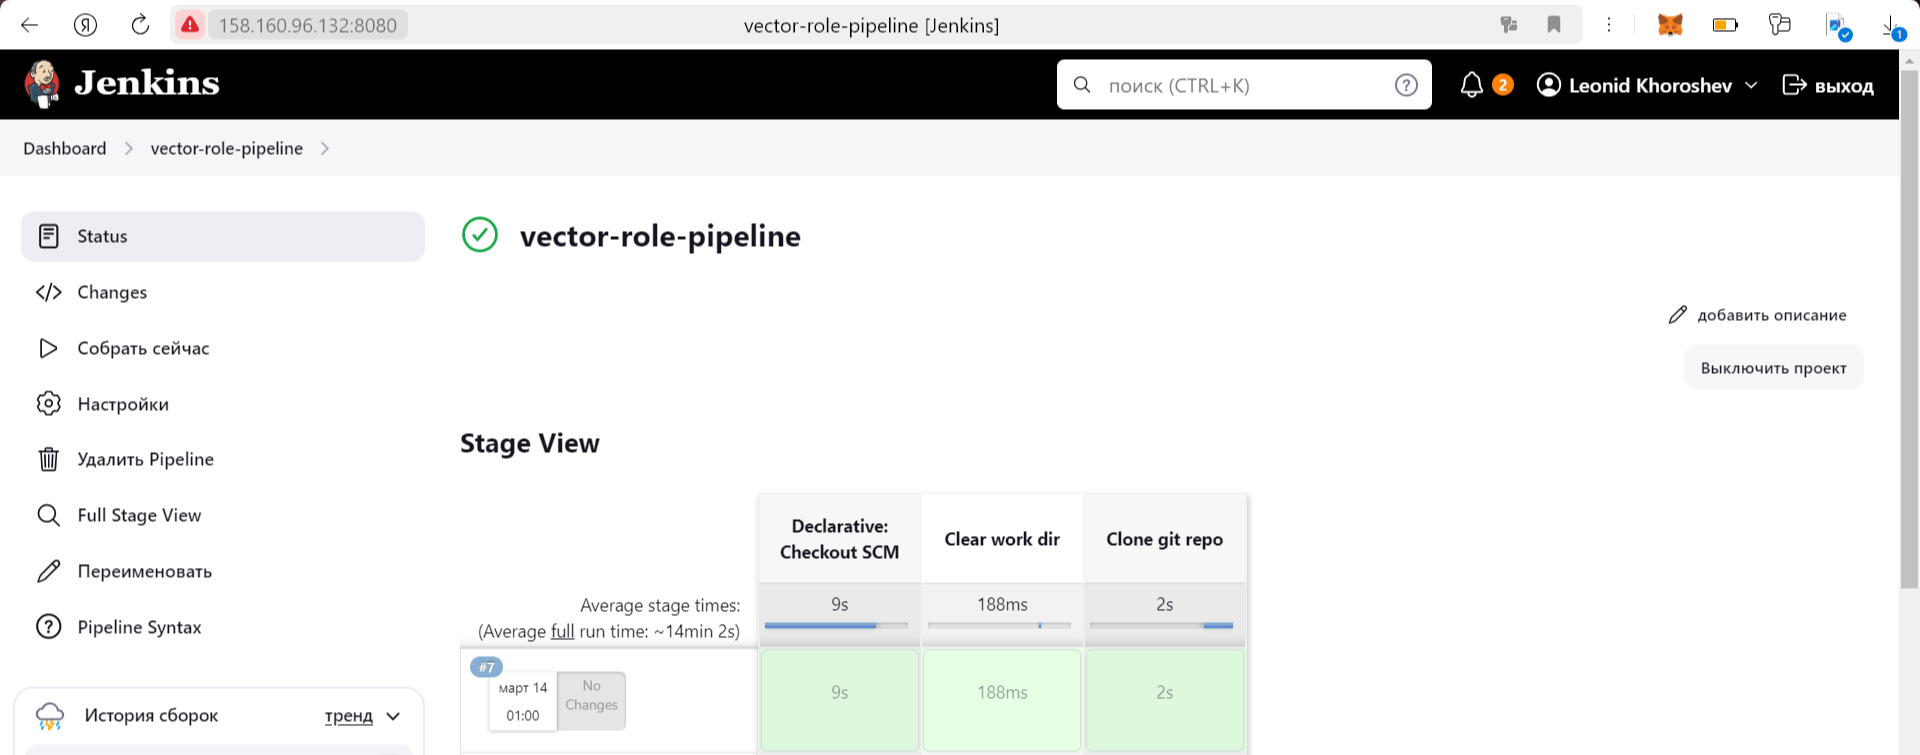 158.160.96.132:8080
vector-role-pipeline [Jenkins]
1
Jenkins
поиск (CTRL+K)
2
Leonid Khoroshev
выход
Dashboard
vector-role-pipeline
Status
Changes
Собрать сейчас
Настройки
Удалить Pipeline
Full Stage View
Переименовать
Pipeline Syntax
История сборок
тренд
vector-role-pipeline
добавить описание
Выключить проект
Stage View
Declarative:
Checkout SCM
Clear work dir
Clone git repo
Average stage times:
(Average full run time: ~14min 2s)
9s
188ms
2s
#7
март 14
01:00
No
Changes
9s
188ms
2s